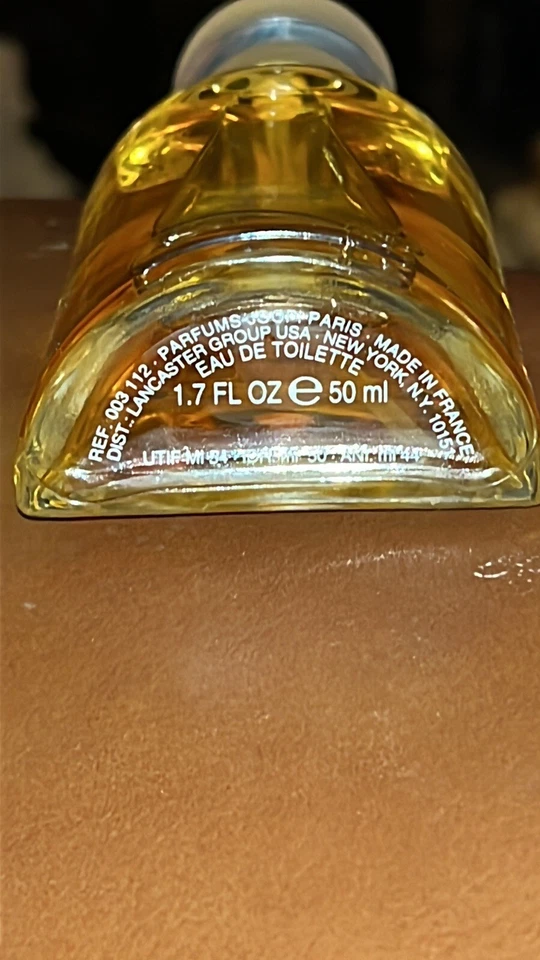 REF. 003 112 · PARFUMS JOOP! PARIS · MADE IN FRANCE
DIST.: LANCASTER GROUP USA · NEW YORK, N.Y.
EAU DE TOILETTE
1.7 FL OZ e 50 ml